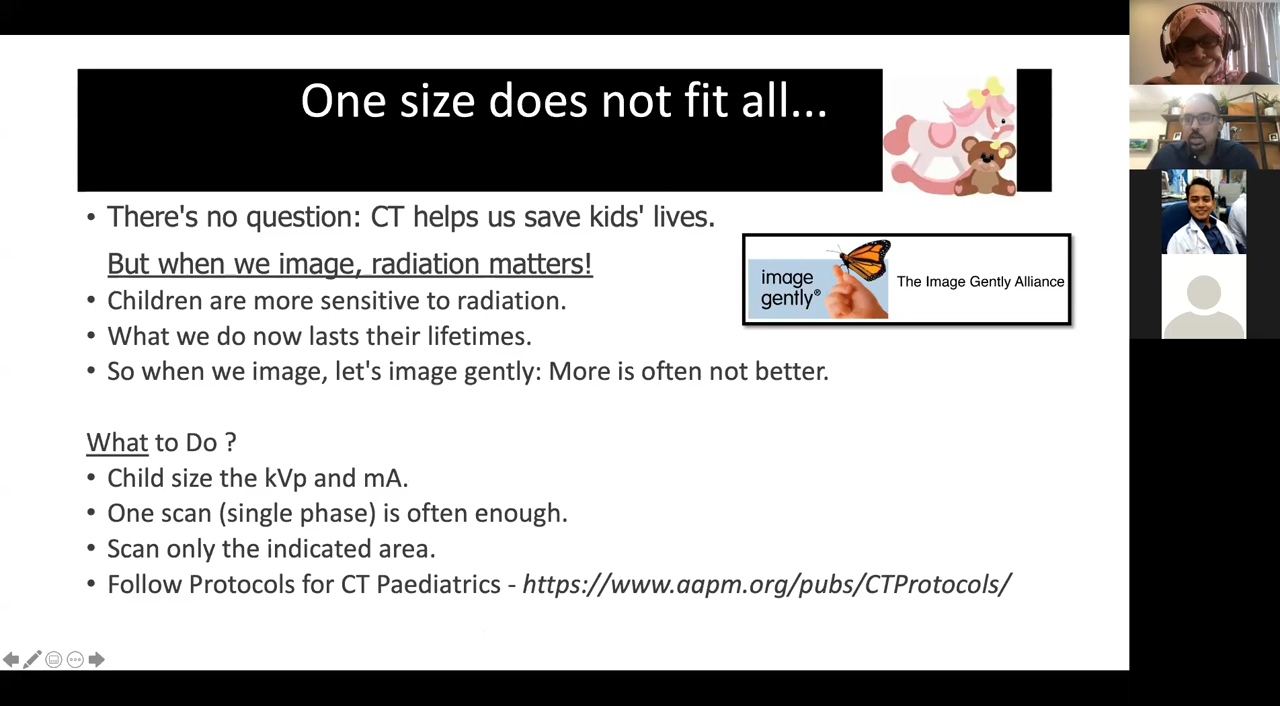 One size does not fit all...
• There's no question: CT helps us save kids' lives.
But when we image, radiation matters!
image
gently®
The Image Gently Alliance
• Children are more sensitive to radiation.
• What we do now lasts their lifetimes.
• So when we image, let's image gently: More is often not better.
What to Do ?
• Child size the kVp and mA.
• One scan (single phase) is often enough.
• Scan only the indicated area.
• Follow Protocols for CT Paediatrics - https://www.aapm.org/pubs/CTProtocols/